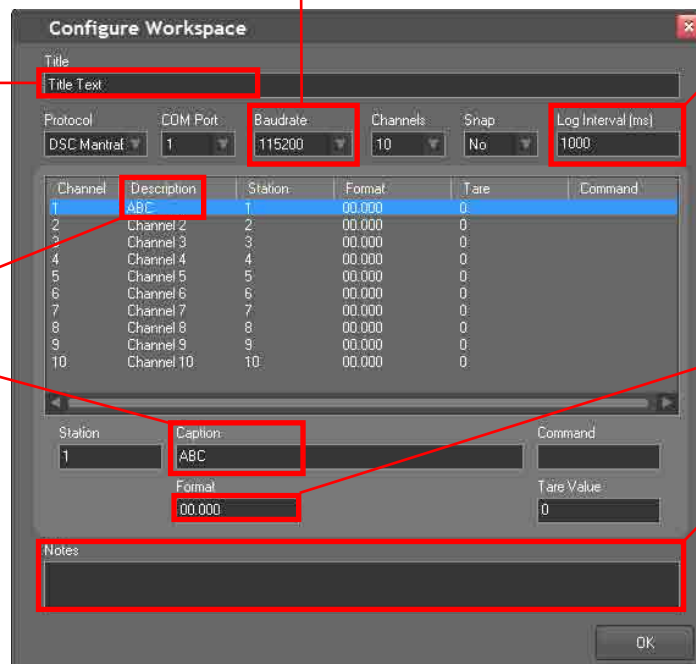 Configure Workspace
Title
Title Text
Protocol COM Port Baudrate Channels Snap Log Interval (ms)
1 115200 10 No 1000
Channel Description Station Format Tare Command
1 ABC 1 00.000 0
2 Channel 2 2 00.000 0
3 Channel 3 3 00.000 0
4 Channel 4 4 00.000 0
5 Channel 5 5 00.000 0
6 Channel 6 6 00.000 0
7 Channel 7 7 00.000 0
8 Channel 8 8 00.000 0
9 Channel 9 9 00.000 0
10 Channel 10 10 00.000 0
Station Caption Command
1 ABC
Format Tare Value
00.000 0
Notes
OK